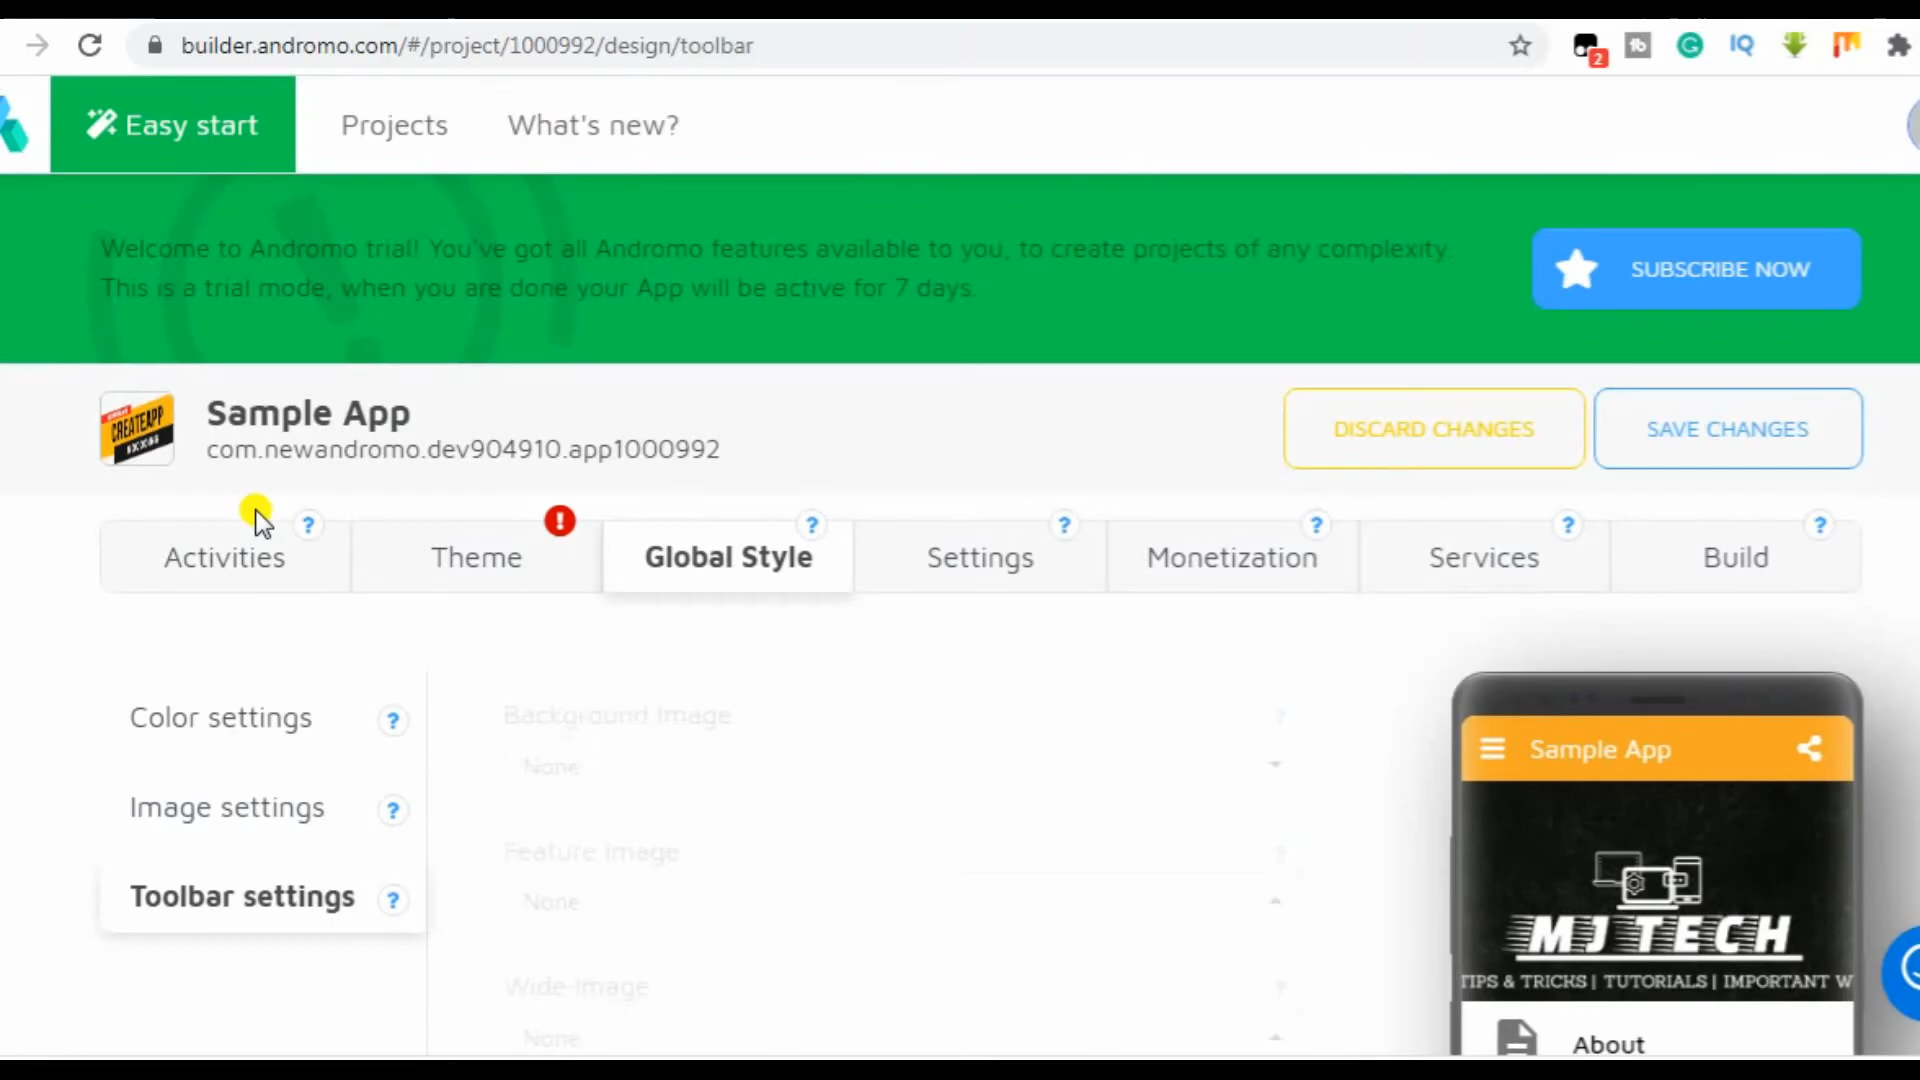 builder.andromo.com/#/project/1000992/design/toolbar
2
tb
G
IQ
Easy start
Projects
What's new?
Welcome to Andromo trial! You've got all Andromo features available to you, to create projects of any complexity.
This is a trial mode, when you are done your App will be active for 7 days.
SUBSCRIBE NOW
CREATEAPP
Sample App
com.newandromo.dev904910.app1000992
DISCARD CHANGES
SAVE CHANGES
Activities ?
Theme !
Global Style ?
Settings ?
Monetization ?
Services ?
Build ?
Color settings ?
Image settings ?
Toolbar settings ?
Background Image ?
None
Feature Image ?
None
Wide-Image ?
None
Sample App
MJ TECH
TIPS & TRICKS | TUTORIALS | IMPORTANT W
About